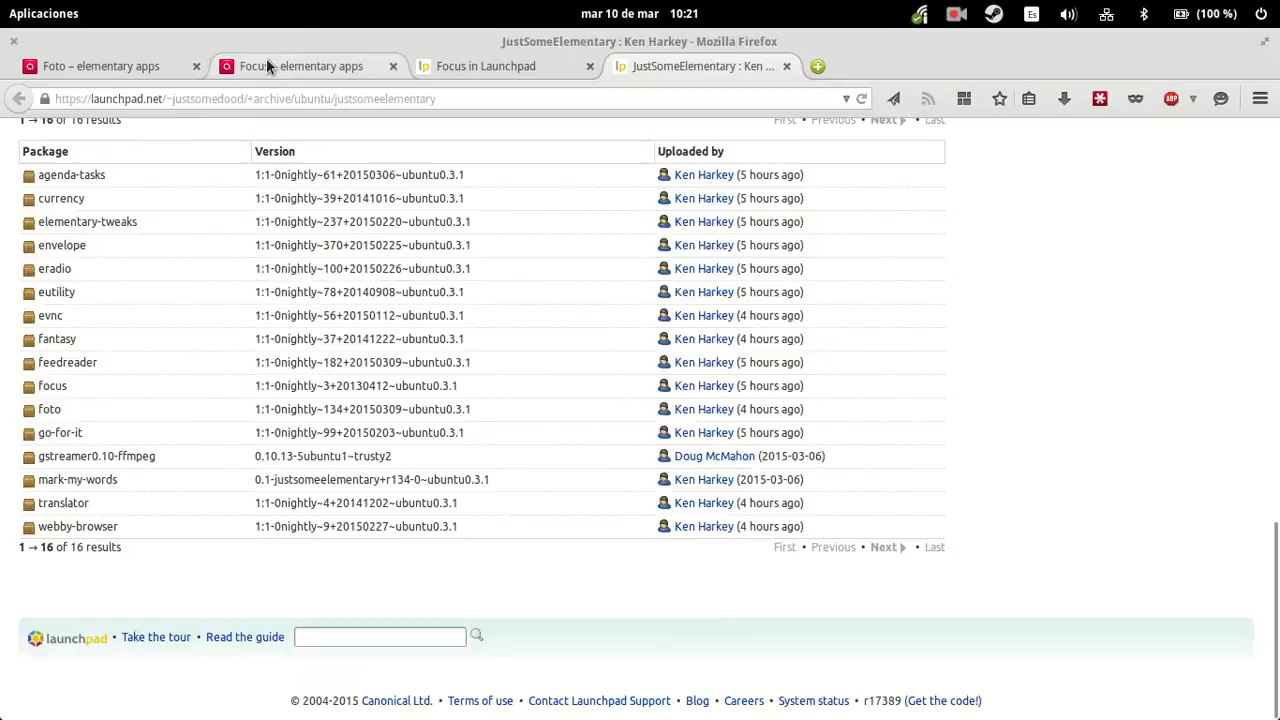 Aplicaciones mar 10 de mar 10:21 Es (100 %)
JustSomeElementary : Ken Harkey - Mozilla Firefox
Foto – elementary apps Focus – elementary apps Focus in Launchpad JustSomeElementary : Ken ...
https://launchpad.net/~justsomedood/+archive/ubuntu/justsomeelementary ABP
1 → 16 of 16 results First • Previous • Next • Last
Package Version Uploaded by
agenda-tasks 1:1-0nightly~61+20150306~ubuntu0.3.1 Ken Harkey (5 hours ago)
currency 1:1-0nightly~39+20141016~ubuntu0.3.1 Ken Harkey (5 hours ago)
elementary-tweaks 1:1-0nightly~237+20150220~ubuntu0.3.1 Ken Harkey (5 hours ago)
envelope 1:1-0nightly~370+20150225~ubuntu0.3.1 Ken Harkey (5 hours ago)
eradio 1:1-0nightly~100+20150226~ubuntu0.3.1 Ken Harkey (5 hours ago)
eutility 1:1-0nightly~78+20140908~ubuntu0.3.1 Ken Harkey (5 hours ago)
evnc 1:1-0nightly~56+20150112~ubuntu0.3.1 Ken Harkey (4 hours ago)
fantasy 1:1-0nightly~37+20141222~ubuntu0.3.1 Ken Harkey (4 hours ago)
feedreader 1:1-0nightly~182+20150309~ubuntu0.3.1 Ken Harkey (5 hours ago)
focus 1:1-0nightly~3+20130412~ubuntu0.3.1 Ken Harkey (5 hours ago)
foto 1:1-0nightly~134+20150309~ubuntu0.3.1 Ken Harkey (4 hours ago)
go-for-it 1:1-0nightly~99+20150203~ubuntu0.3.1 Ken Harkey (5 hours ago)
gstreamer0.10-ffmpeg 0.10.13-5ubuntu1~trusty2 Doug McMahon (2015-03-06)
mark-my-words 0.1-justsomeelementary+r134-0~ubuntu0.3.1 Ken Harkey (2015-03-06)
translator 1:1-0nightly~4+20141202~ubuntu0.3.1 Ken Harkey (4 hours ago)
webby-browser 1:1-0nightly~9+20150227~ubuntu0.3.1 Ken Harkey (4 hours ago)
1 → 16 of 16 results First • Previous • Next • Last
launchpad • Take the tour • Read the guide
© 2004-2015 Canonical Ltd. • Terms of use • Contact Launchpad Support • Blog • Careers • System status • r17389 (Get the code!)